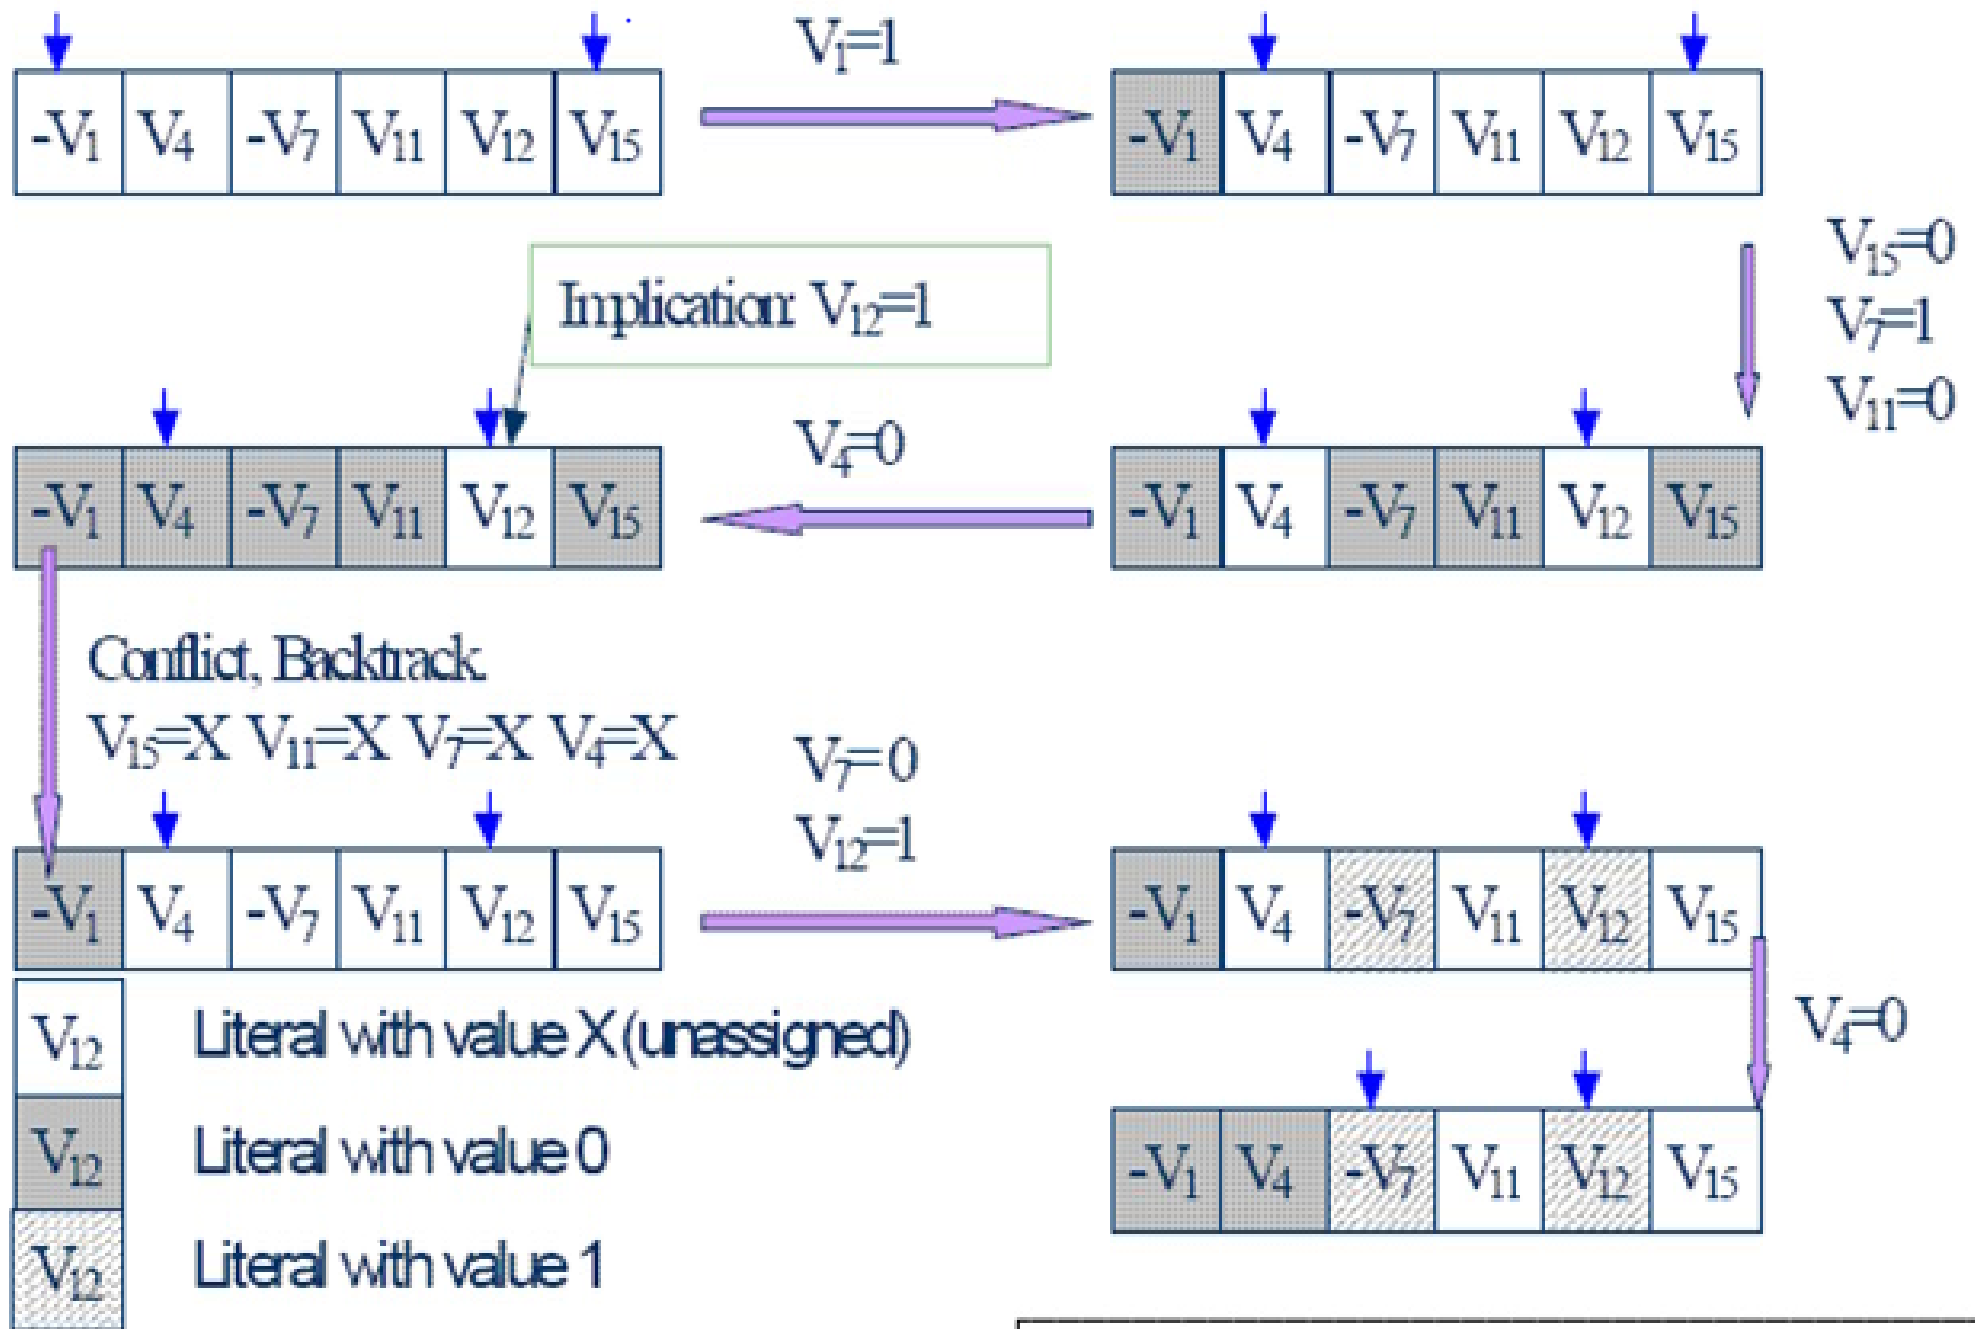 V₁=1
-V₁ V₄ -V₇ V₁₁ V₁₂ V₁₅
-V₁ V₄ -V₇ V₁₁ V₁₂ V₁₅
V₁₅=0
V₇=1
V₁₁=0
Implication: V₁₂=1
V₄=0
-V₁ V₄ -V₇ V₁₁ V₁₂ V₁₅
-V₁ V₄ -V₇ V₁₁ V₁₂ V₁₅
Conflict, Backtrack.
V₁₅=X V₁₁=X V₇=X V₄=X
V₇=0
V₁₂=1
-V₁ V₄ -V₇ V₁₁ V₁₂ V₁₅
-V₁ V₄ -V₇ V₁₁ V₁₂ V₁₅
V₄=0
-V₁ V₄ -V₇ V₁₁ V₁₂ V₁₅
V₁₂ Literal with value X (unassigned)
V₁₂ Literal with value 0
V₁₂ Literal with value 1